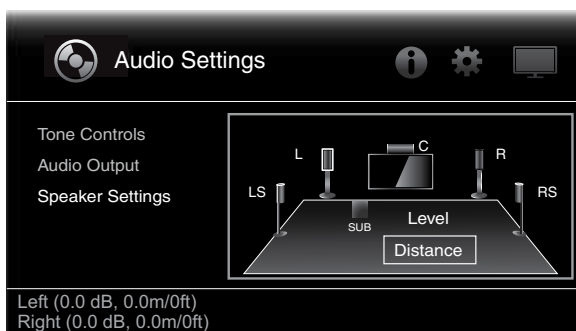 Audio Settings
Tone Controls
Audio Output
Speaker Settings
L
C
R
LS
RS
SUB
Level
Distance
Left (0.0 dB, 0.0m/0ft)
Right (0.0 dB, 0.0m/0ft)